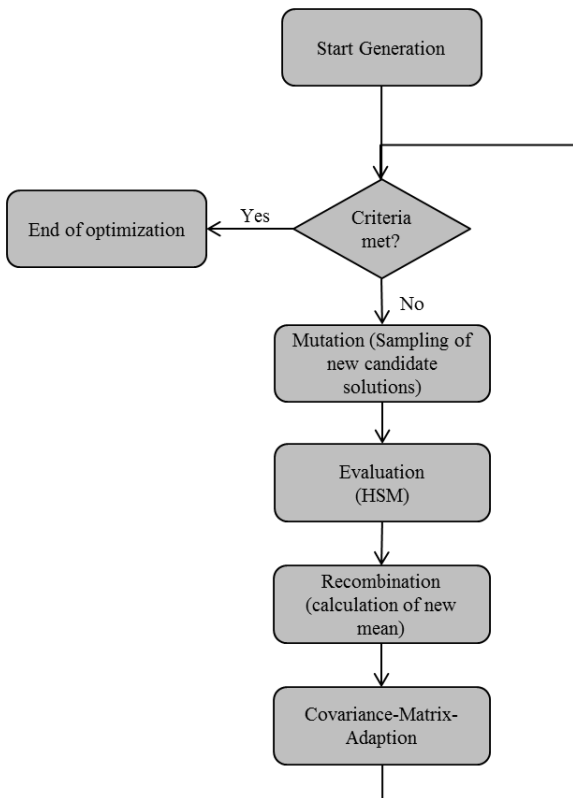 Start Generation
Criteria
met?
Yes
End of optimization
No
Mutation (Sampling of
new candidate
solutions)
Evaluation
(HSM)
Recombination
(calculation of new
mean)
Covariance-Matrix-
Adaption